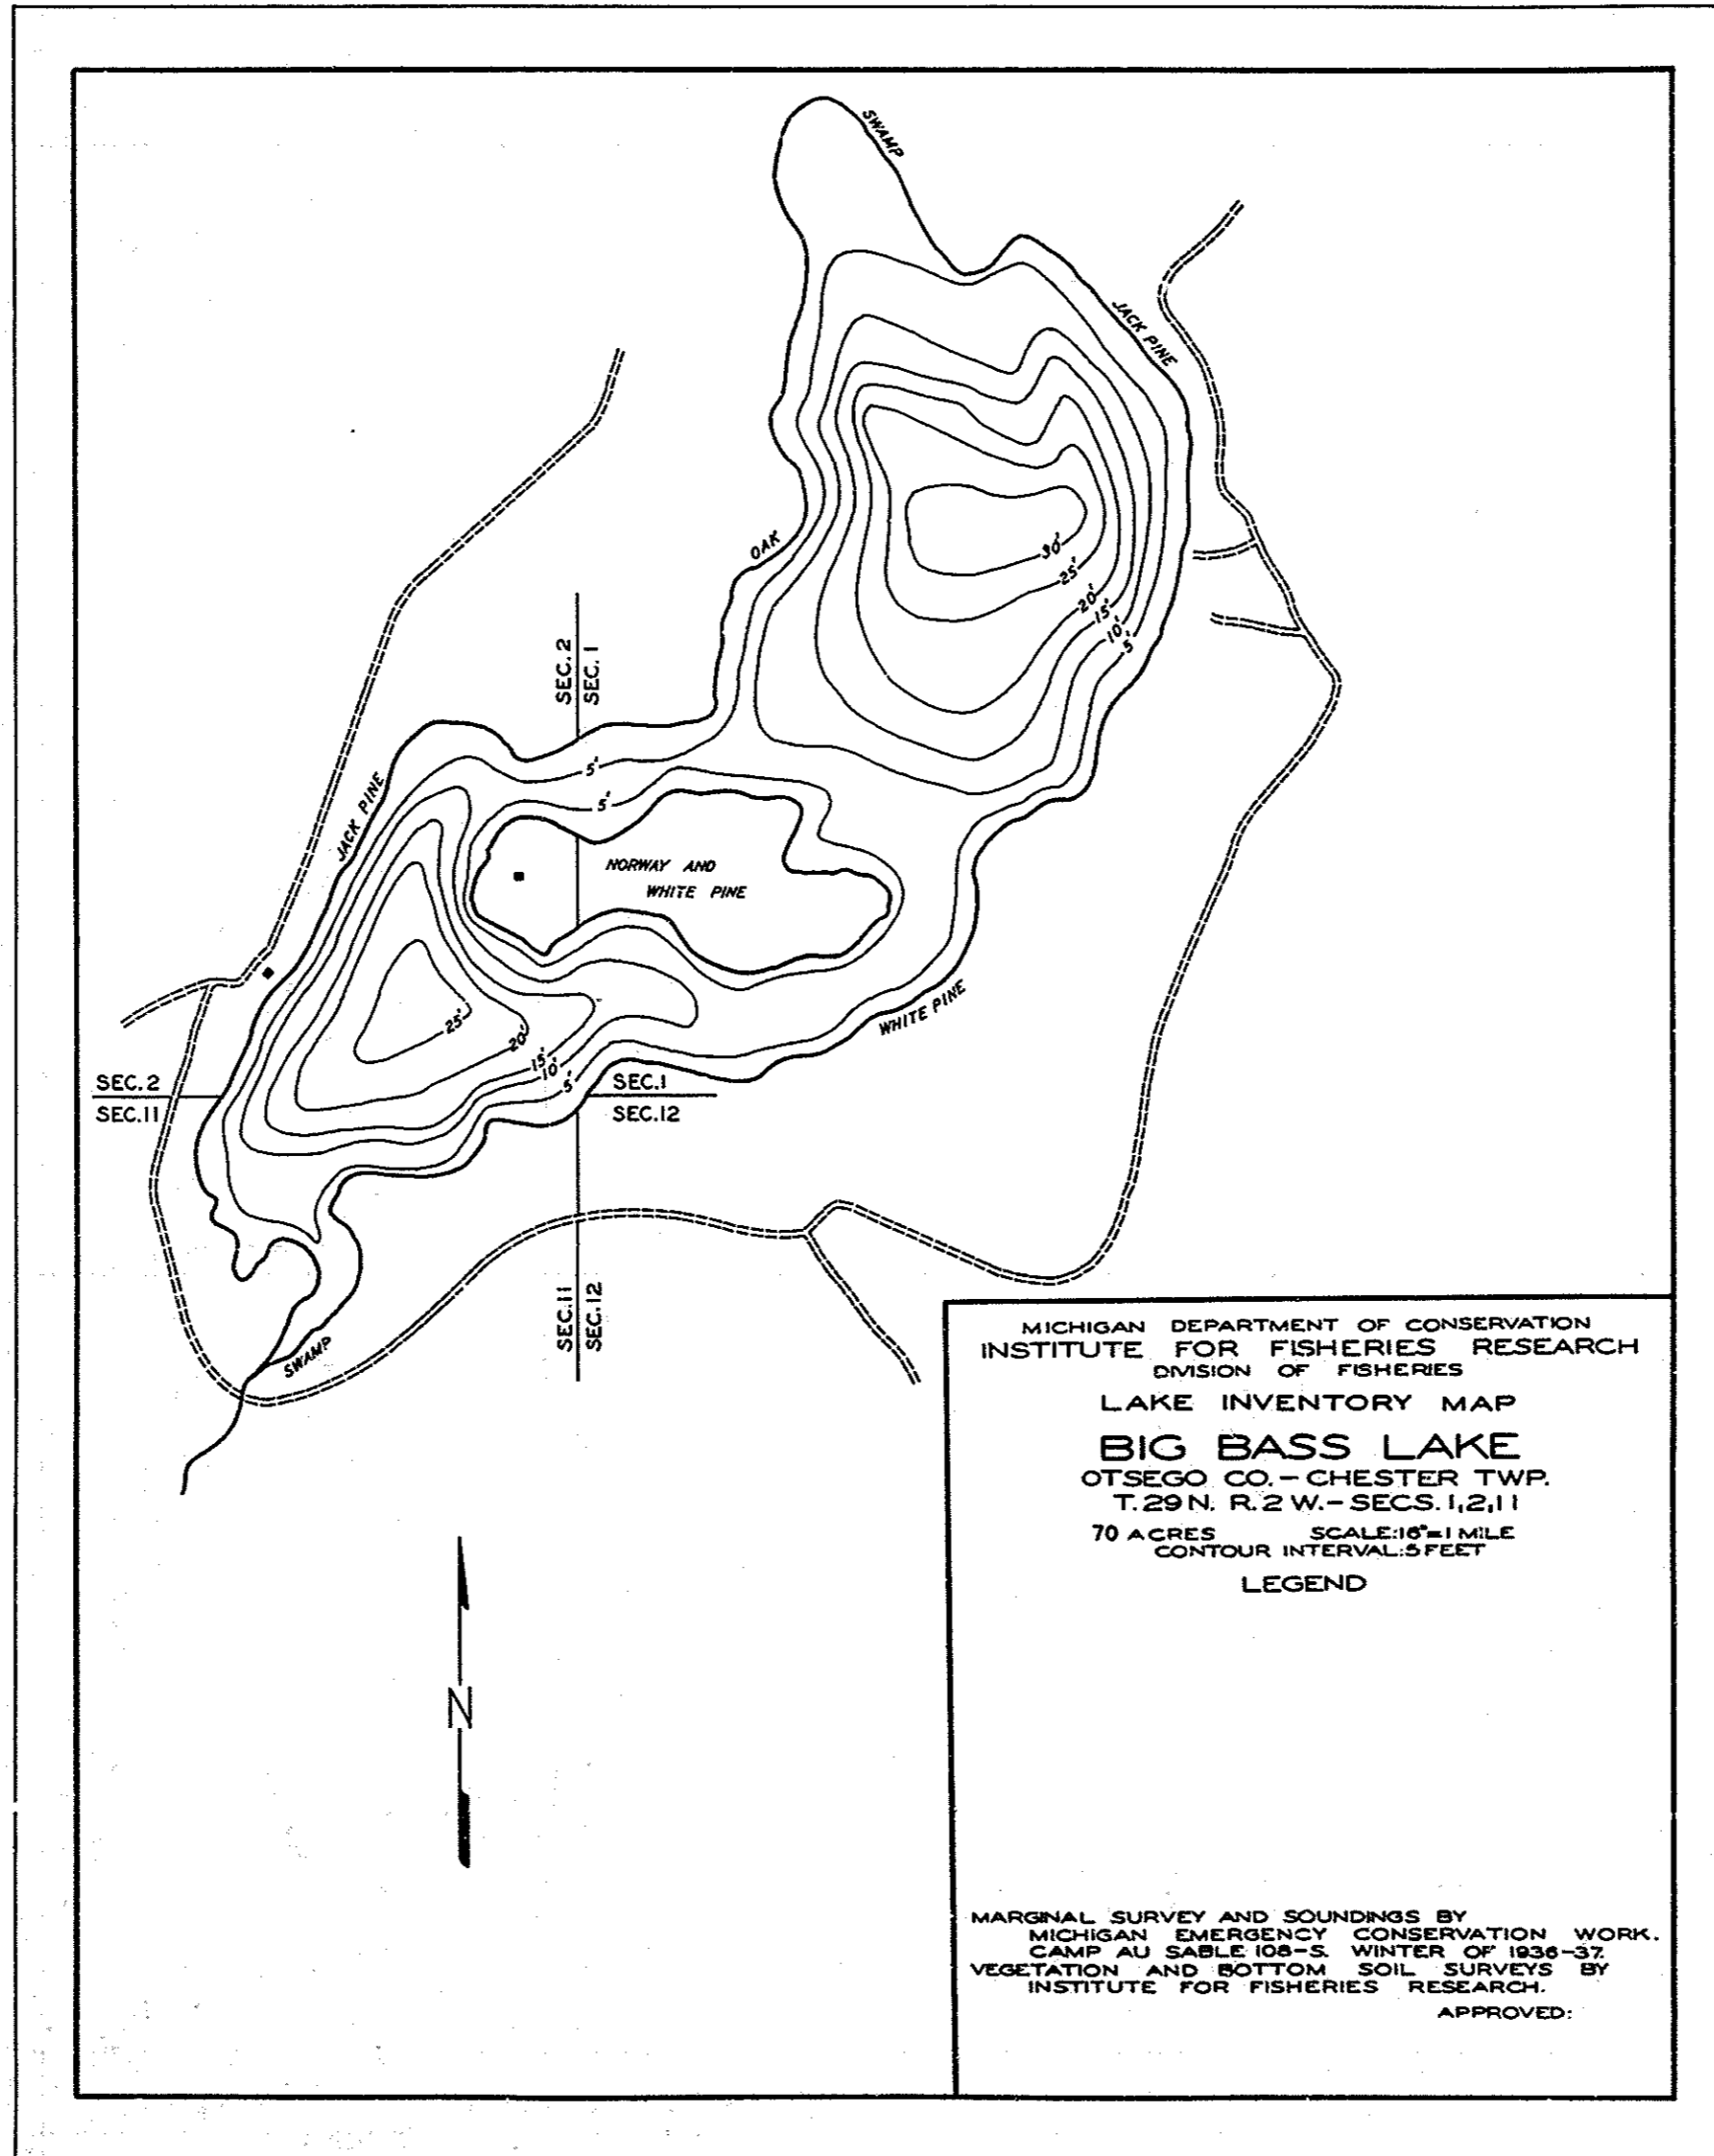 SWAMP
JACK PINE
OAK
30'
25'
20'
15'
10'
5'
SEC. 2
SEC. 1
5'
5'
JACK PINE
NORWAY AND
WHITE PINE
WHITE PINE
25'
20'
15'
10'
5'
SEC. 2
SEC. 11
SEC. 1
SEC. 12
SEC. 11
SEC. 12
SWAMP
N
MICHIGAN DEPARTMENT OF CONSERVATION
INSTITUTE FOR FISHERIES RESEARCH
DIVISION OF FISHERIES
LAKE INVENTORY MAP
BIG BASS LAKE
OTSEGO CO. - CHESTER TWP.
T. 29 N. R. 2 W. - SECS. 1,2,11
70 ACRES SCALE: 16"=1 MILE
CONTOUR INTERVAL: 5 FEET
LEGEND
MARGINAL SURVEY AND SOUNDINGS BY
MICHIGAN EMERGENCY CONSERVATION WORK.
CAMP AU SABLE 108-S. WINTER OF 1936-37.
VEGETATION AND BOTTOM SOIL SURVEYS BY
INSTITUTE FOR FISHERIES RESEARCH.
APPROVED: